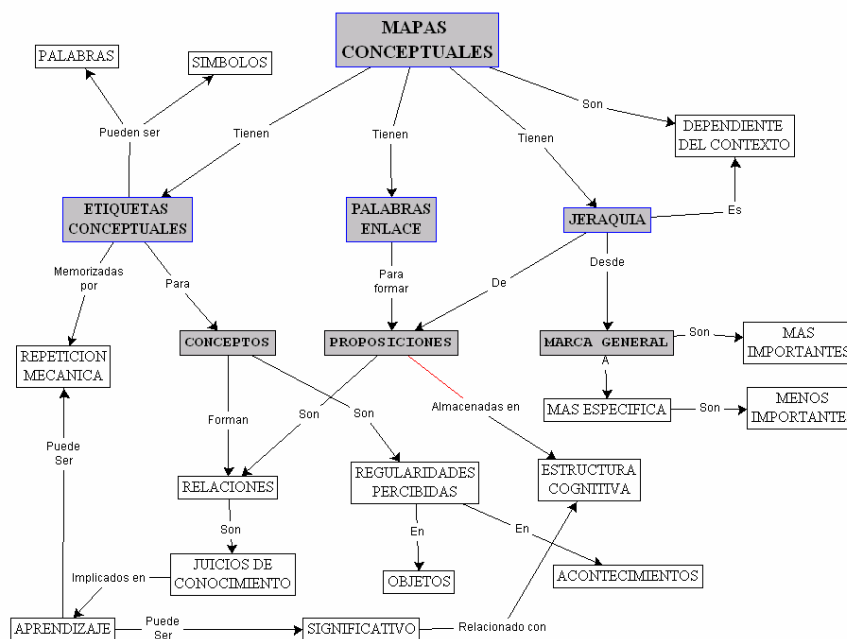 MAPAS
CONCEPTUALES
PALABRAS
SIMBOLOS
Son
Pueden ser
Tienen
Tienen
Tienen
DEPENDIENTE
DEL CONTEXTO
ETIQUETAS
CONCEPTUALES
PALABRAS
ENLACE
JERAQUIA
Es
Memorizadas
por
Para
Para
formar
De
Desde
REPETICION
MECANICA
CONCEPTOS
PROPOSICIONES
MARCA GENERAL
Son
MAS
IMPORTANTES
A
MAS ESPECIFICA
Son
MENOS
IMPORTANTE
Forman
Son
Son
Almacenadas en
Puede
Ser
RELACIONES
REGULARIDADES
PERCIBIDAS
ESTRUCTURA
COGNITIVA
Son
En
En
JUICIOS DE
CONOCIMIENTO
Implicados en
OBJETOS
ACONTECIMIENTOS
APRENDIZAJE
Puede
Ser
SIGNIFICATIVO
Relacionado con